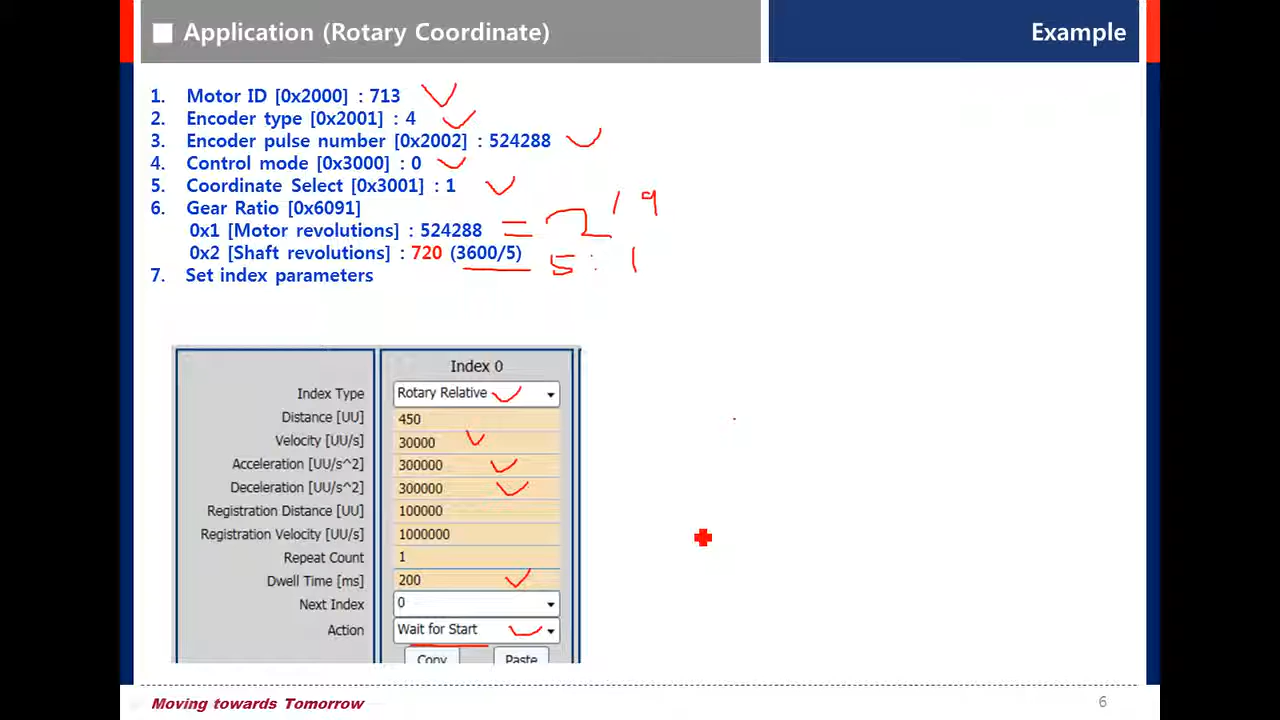 Application (Rotary Coordinate)
Example
1. Motor ID [0x2000] : 713
2. Encoder type [0x2001] : 4
3. Encoder pulse number [0x2002] : 524288
4. Control mode [0x3000] : 0
5. Coordinate Select [0x3001] : 1
6. Gear Ratio [0x6091]
0x1 [Motor revolutions] : 524288 = 2^19
0x2 [Shaft revolutions] : 720 (3600/5) 5 : 1
7. Set index parameters
Index 0
Index Type Rotary Relative
Distance [UU] 450
Velocity [UU/s] 30000
Acceleration [UU/s^2] 300000
Deceleration [UU/s^2] 300000
Registration Distance [UU] 100000
Registration Velocity [UU/s] 1000000
Repeat Count 1
Dwell Time [ms] 200
Next Index 0
Action Wait for Start
Copy Paste
Moving towards Tomorrow
6